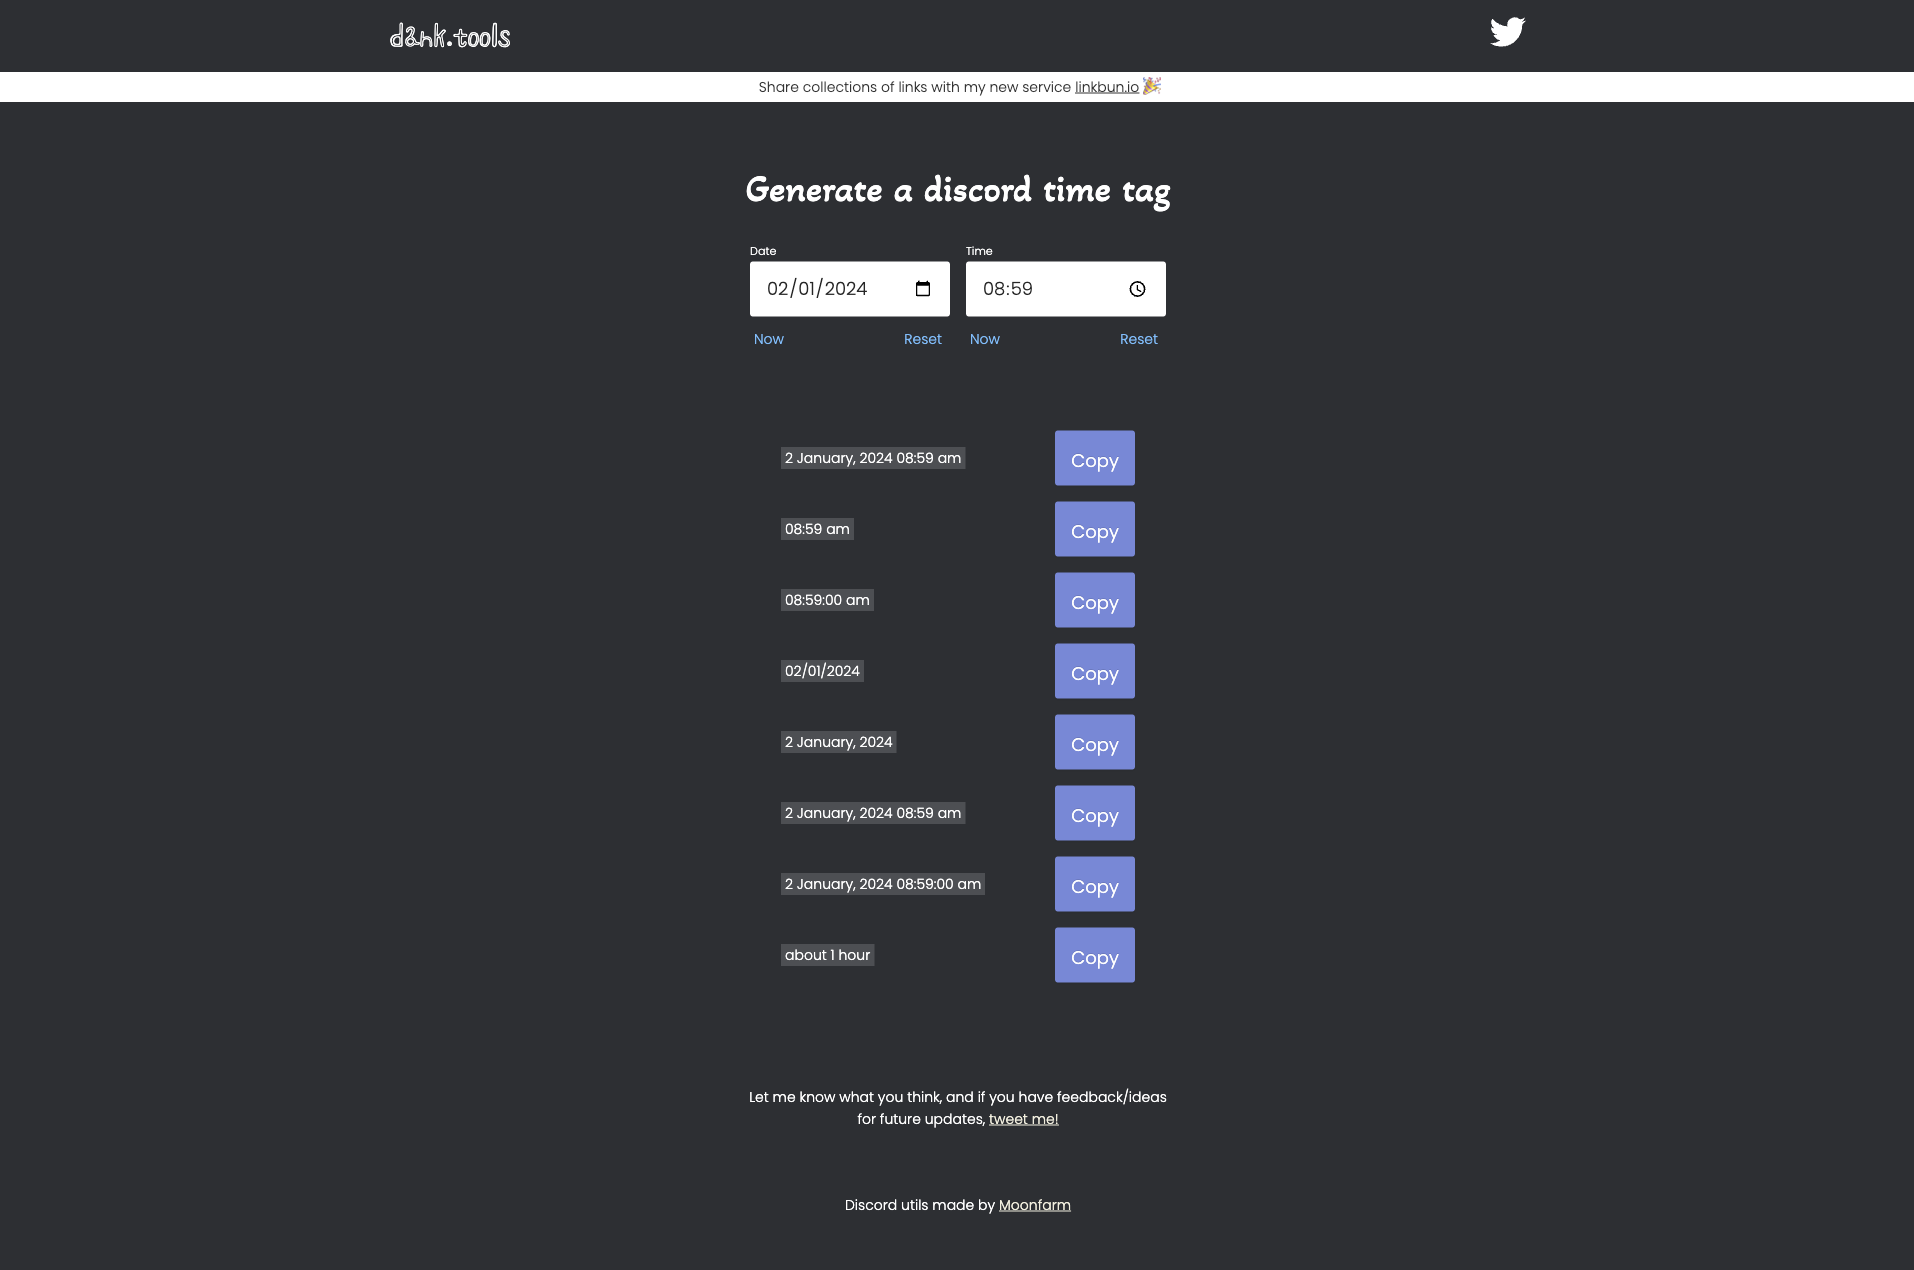 d2nk.tools
Share collections of links with my new service linkbun.io 🎉
Generate a discord time tag
Date
Time
02/01/2024
08:59
Now
Reset
Now
Reset
2 January, 2024 08:59 am
Copy
08:59 am
Copy
08:59:00 am
Copy
02/01/2024
Copy
2 January, 2024
Copy
2 January, 2024 08:59 am
Copy
2 January, 2024 08:59:00 am
Copy
about 1 hour
Copy
Let me know what you think, and if you have feedback/ideas
for future updates, tweet me!
Discord utils made by Moonfarm